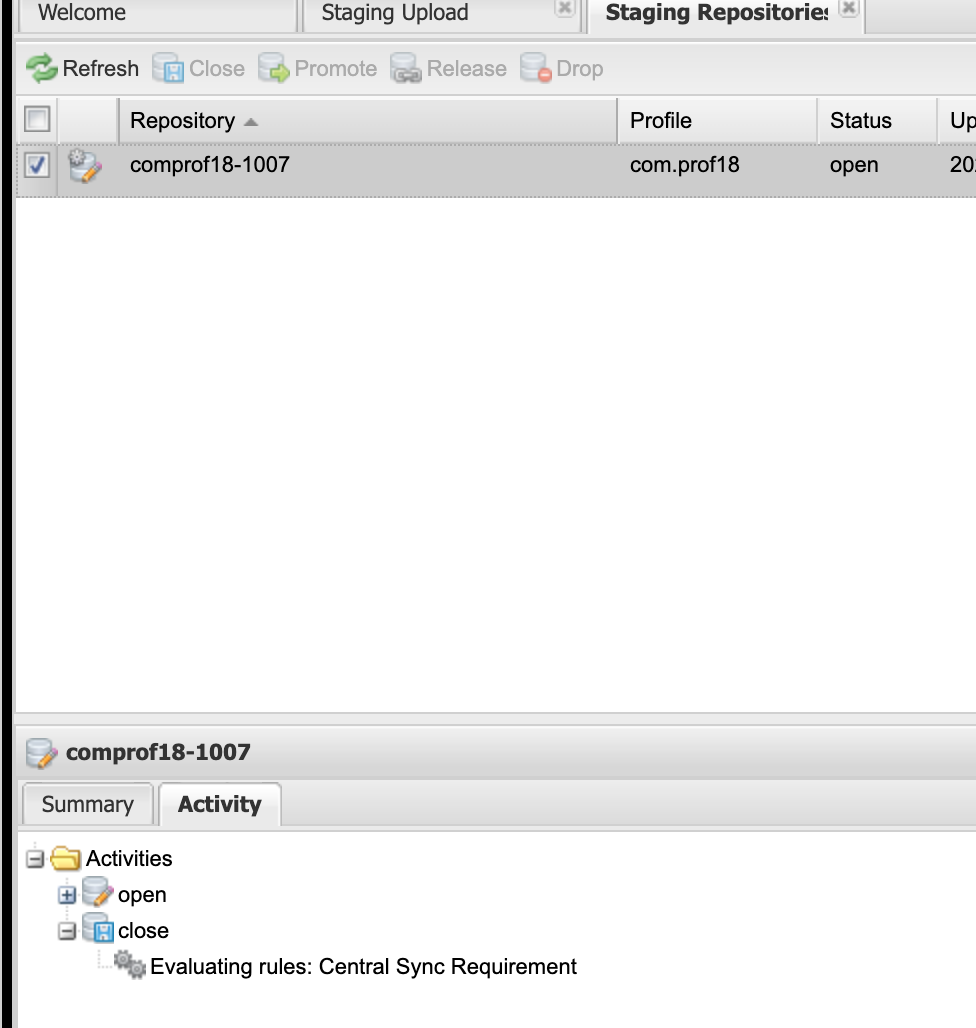 Welcome Staging Upload Staging Repositories
Refresh Close Promote Release Drop
Repository Profile Status Up
comprof18-1007 com.prof18 open 20
comprof18-1007
Summary Activity
Activities
open
close
Evaluating rules: Central Sync Requirement